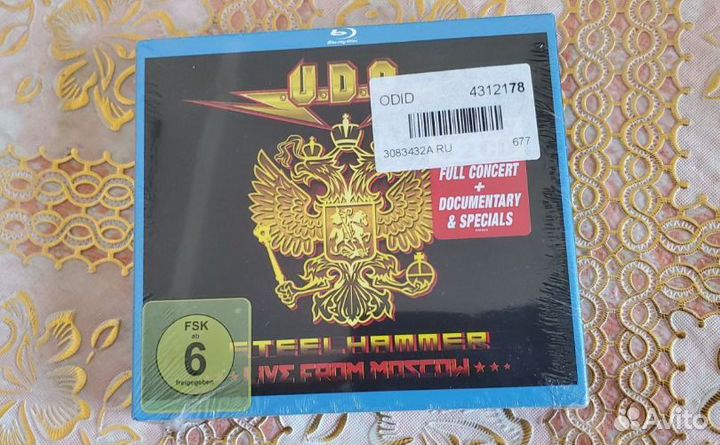 Blu-ray Disc
U.D.O.
ODID 4312178
3083432A RU 677
FULL CONCERT
+
DOCUMENTARY
& SPECIALS
FSK
ab
6
freigegeben
STEELHAMMER
LIVE FROM MOSCOW
Avito